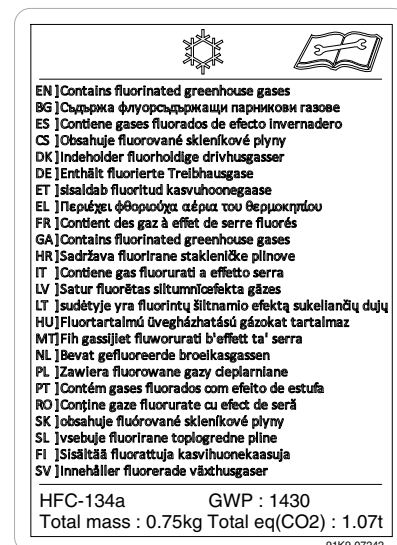 EN ]Contains fluorinated greenhouse gases
BG ]Съдържа флуорсъдържащи парникови газове
ES ]Contiene gases fluorados de efecto invernadero
CS ]Obsahuje fluorované skleníkové plyny
DK ]Indeholder fluorholdige drivhusgasser
DE ]Enthält fluorierte Treibhausgase
ET ]sisaldab fluoritud kasvuhoonegaase
EL ]Περιέχει φθοριούχα αέρια του θερμοκηπίου
FR ]Contient des gaz à effet de serre fluorés
GA ]Contains fluorinated greenhouse gases
HR ]Sadržava fluorirane stakleničke plinove
IT ]Contiene gas fluorurati a effetto serra
LV ]Satur fluorētas siltumnīcefekta gāzes
LT ]sudėtyje yra fluorintų šiltnamio efektą sukeliančių dujų
HU ]Fluortartalmú üvegházhatású gázokat tartalmaz
MT ]Fih gassijiet fluworurati b'effett ta' serra
NL ]Bevat gefluoreerde broeikasgassen
PL ]Zawiera fluorowane gazy cieplarniane
PT ]Contém gases fluorados com efeito de estufa
RO ]Conține gaze fluorurate cu efect de seră
SK ]obsahuje fluórované skleníkové plyny
SL ]vsebuje fluorirane toplogredne pline
FI ]Sisältää fluorattuja kasvihuonekaasuja
SV ]Innehåller fluorerade växthusgaser
HFC-134a GWP : 1430
Total mass : 0.75kg Total eq(CO2) : 1.07t